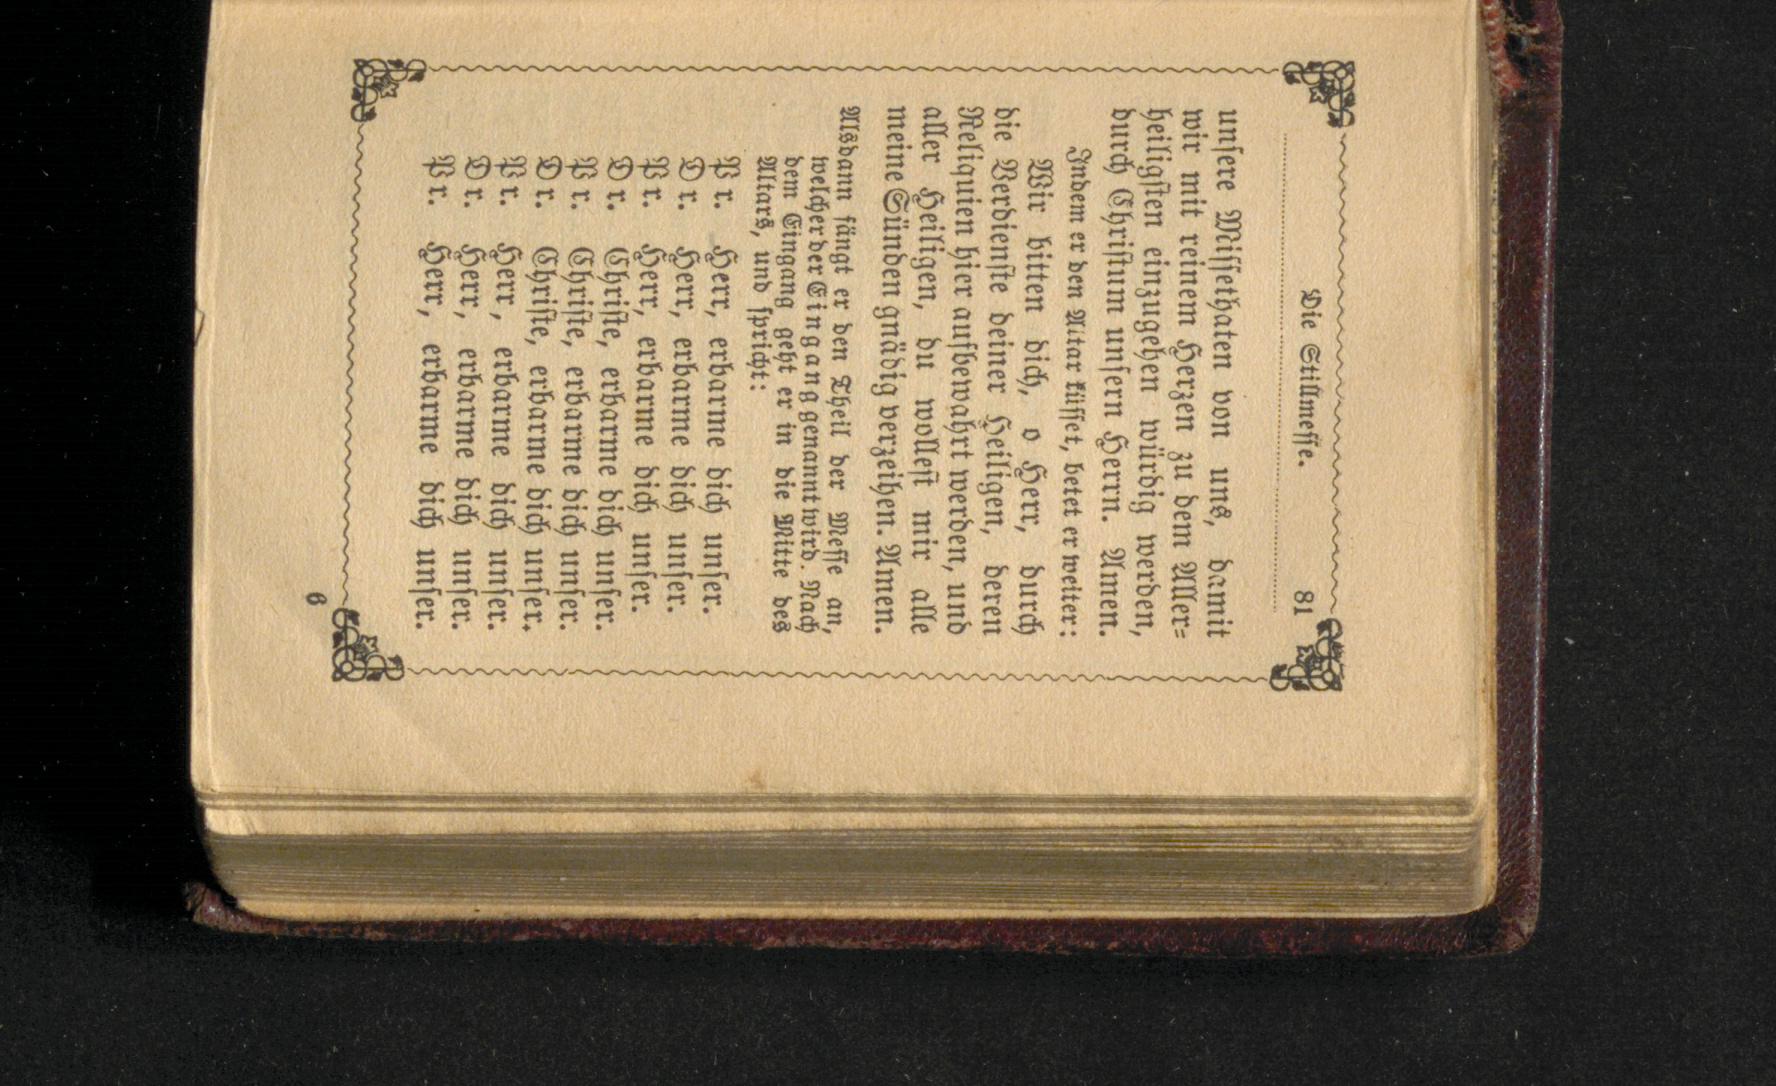 Die Stillmesse. 81
unsere Missethaten von uns, damit
wir mit reinem Herzen zu dem Aller-
heiligsten einzugehen würdig werden,
durch Christum unsern Herrn. Amen.
Indem er den Altar küsset, betet er weiter:
Wir bitten dich, o Herr, durch
die Verdienste deiner Heiligen, deren
Reliquien hier aufbewahrt werden, und
aller Heiligen, du wollest mir alle
meine Sünden gnädig verzeihen. Amen.
Alsdann fängt er den Theil der Messe an,
welcher der Eingang genannt wird. Nach
dem Eingang geht er in die Mitte des
Altars, und spricht:
Pr. Herr, erbarme dich unser.
Dr. Herr, erbarme dich unser.
Pr. Herr, erbarme dich unser.
Dr. Christe, erbarme dich unser.
Pr. Christe, erbarme dich unser.
Dr. Christe, erbarme dich unser.
Pr. Herr, erbarme dich unser.
Dr. Herr, erbarme dich unser.
Pr. Herr, erbarme dich unser.
6